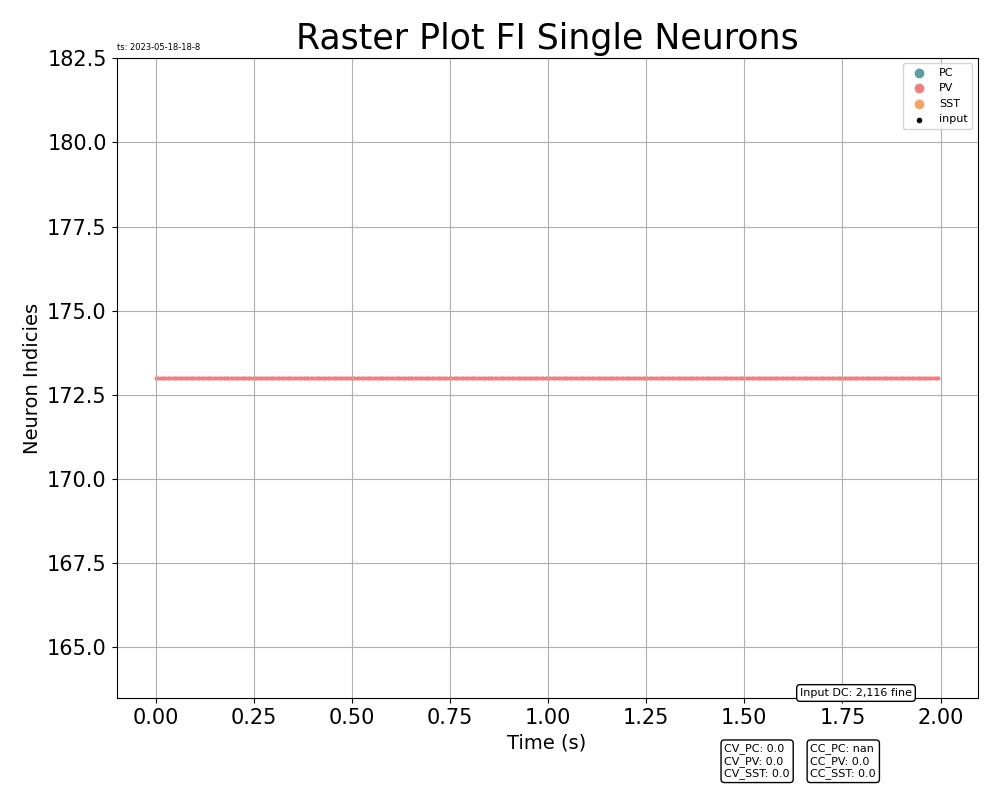 Raster Plot FI Single Neurons
ts: 2023-05-18-18-8
182.5
180.0
177.5
175.0
172.5
170.0
167.5
165.0
Neuron Indicies
PC
PV
SST
input
Input DC: 2,116 fine
0.00 0.25 0.50 0.75 1.00 1.25 1.50 1.75 2.00
Time (s)
CV_PC: 0.0
CV_PV: 0.0
CV_SST: 0.0
CC_PC: nan
CC_PV: 0.0
CC_SST: 0.0